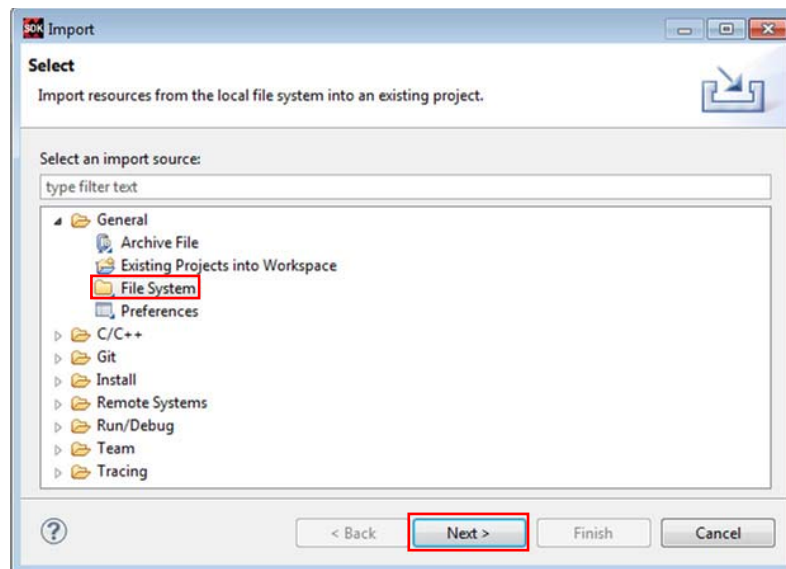 SDK Import
Select
Import resources from the local file system into an existing project.
Select an import source:
type filter text
General
Archive File
Existing Projects into Workspace
File System
Preferences
C/C++
Git
Install
Remote Systems
Run/Debug
Team
Tracing
? < Back Next > Finish Cancel